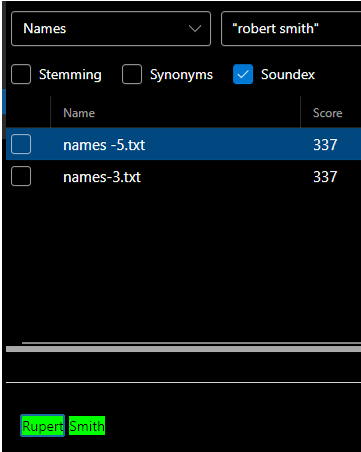 Names "robert smith"
Stemming Synonyms Soundex
Name Score
names -5.txt 337
names-3.txt 337
Rupert Smith